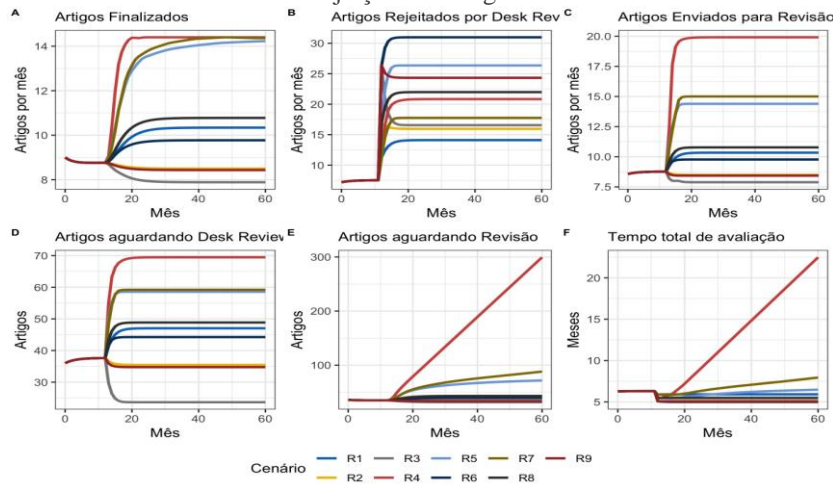 A Artigos Finalizados
Artigos por mês
14
12
10
8
0 20 40 60
Mês
B Artigos Rejeitados por Desk Rev
Artigos por mês
30
25
20
15
10
0 20 40 60
Mês
C Artigos Enviados para Revisão
Artigos por mês
20.0
17.5
15.0
12.5
10.0
7.5
0 20 40 60
Mês
D Artigos aguardando Desk Review
Artigos
70
60
50
40
30
0 20 40 60
Mês
E Artigos aguardando Revisão
Artigos
300
200
100
0 20 40 60
Mês
F Tempo total de avaliação
Meses
20
15
10
5
0 20 40 60
Mês
Cenário
R1 R3 R5 R7 R9
R2 R4 R6 R8